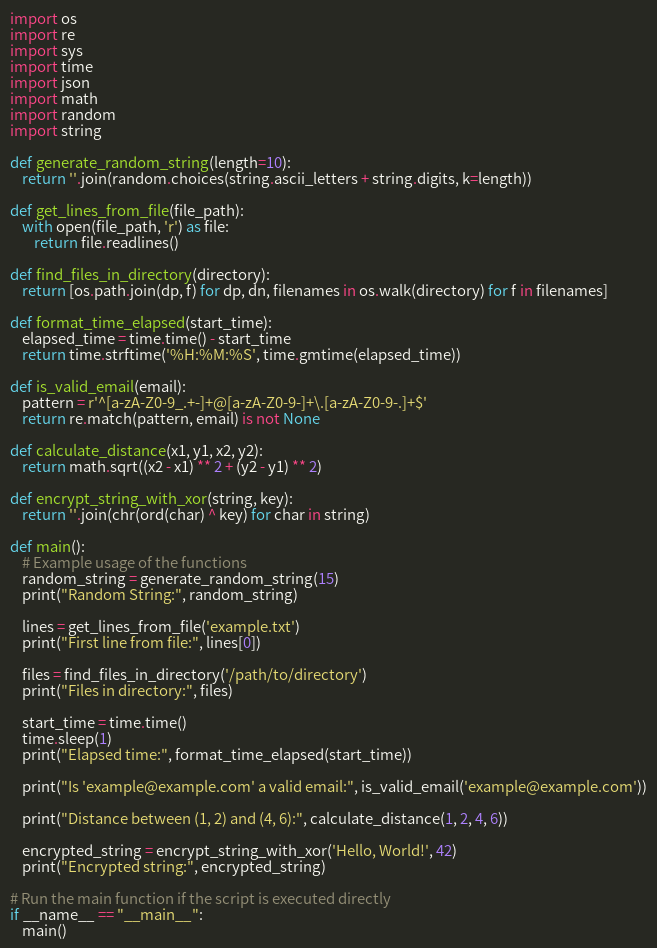 import os
import re
import sys
import time
import json
import math
import random
import string

def generate_random_string(length=10):
    return ''.join(random.choices(string.ascii_letters + string.digits, k=length))

def get_lines_from_file(file_path):
    with open(file_path, 'r') as file:
        return file.readlines()

def find_files_in_directory(directory):
    return [os.path.join(dp, f) for dp, dn, filenames in os.walk(directory) for f in filenames]

def format_time_elapsed(start_time):
    elapsed_time = time.time() - start_time
    return time.strftime('%H:%M:%S', time.gmtime(elapsed_time))

def is_valid_email(email):
    pattern = r'^[a-zA-Z0-9_.+-]+@[a-zA-Z0-9-]+\.[a-zA-Z0-9-.]+$'
    return re.match(pattern, email) is not None

def calculate_distance(x1, y1, x2, y2):
    return math.sqrt((x2 - x1) ** 2 + (y2 - y1) ** 2)

def encrypt_string_with_xor(string, key):
    return ''.join(chr(ord(char) ^ key) for char in string)

def main():
    # Example usage of the functions
    random_string = generate_random_string(15)
    print("Random String:", random_string)

    lines = get_lines_from_file('example.txt')
    print("First line from file:", lines[0])

    files = find_files_in_directory('/path/to/directory')
    print("Files in directory:", files)

    start_time = time.time()
    time.sleep(1)
    print("Elapsed time:", format_time_elapsed(start_time))

    print("Is 'example@example.com' a valid email:", is_valid_email('example@example.com'))

    print("Distance between (1, 2) and (4, 6):", calculate_distance(1, 2, 4, 6))

    encrypted_string = encrypt_string_with_xor('Hello, World!', 42)
    print("Encrypted string:", encrypted_string)

# Run the main function if the script is executed directly
if __name__ == "__main__":
    main()